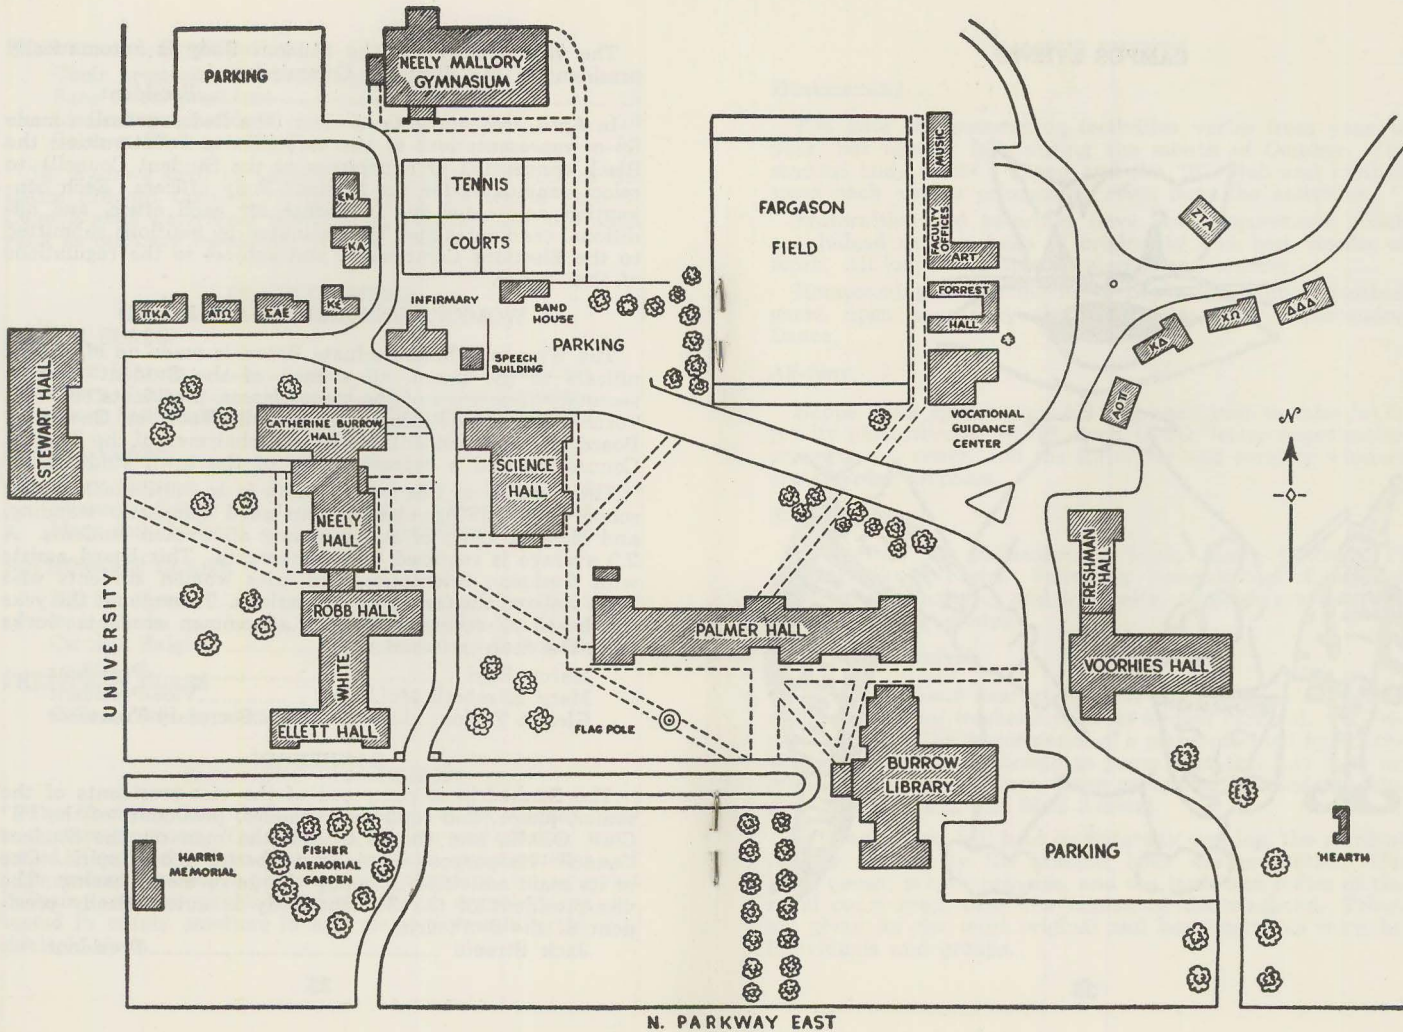 PARKING
NEELY MALLORY
GYMNASIUM
TENNIS
COURTS
ΣN
KA
ΠKA
ATΩ
ΣAE
KΣ
INFIRMARY
BAND
HOUSE
SPEECH
BUILDING
PARKING
FARGASON
FIELD
MUSIC
FACULTY
OFFICES
ART
FORREST
HALL
VOCATIONAL
GUIDANCE
CENTER
ZTA
ΔΔΔ
XΩ
KΔ
AOΠ
N
STEWART HALL
CATHERINE BURROW
HALL
NEELY
HALL
SCIENCE
HALL
ROBB HALL
WHITE
ELLETT HALL
UNIVERSITY
PALMER HALL
FLAG POLE
FRESHMAN
HALL
VOORHIES HALL
BURROW
LIBRARY
PARKING
HEARTH
HARRIS
MEMORIAL
FISHER
MEMORIAL
GARDEN
N. PARKWAY EAST